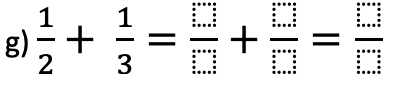 g) 1/2 + 1/3 = ⬚/⬚ + ⬚/⬚ = ⬚/⬚